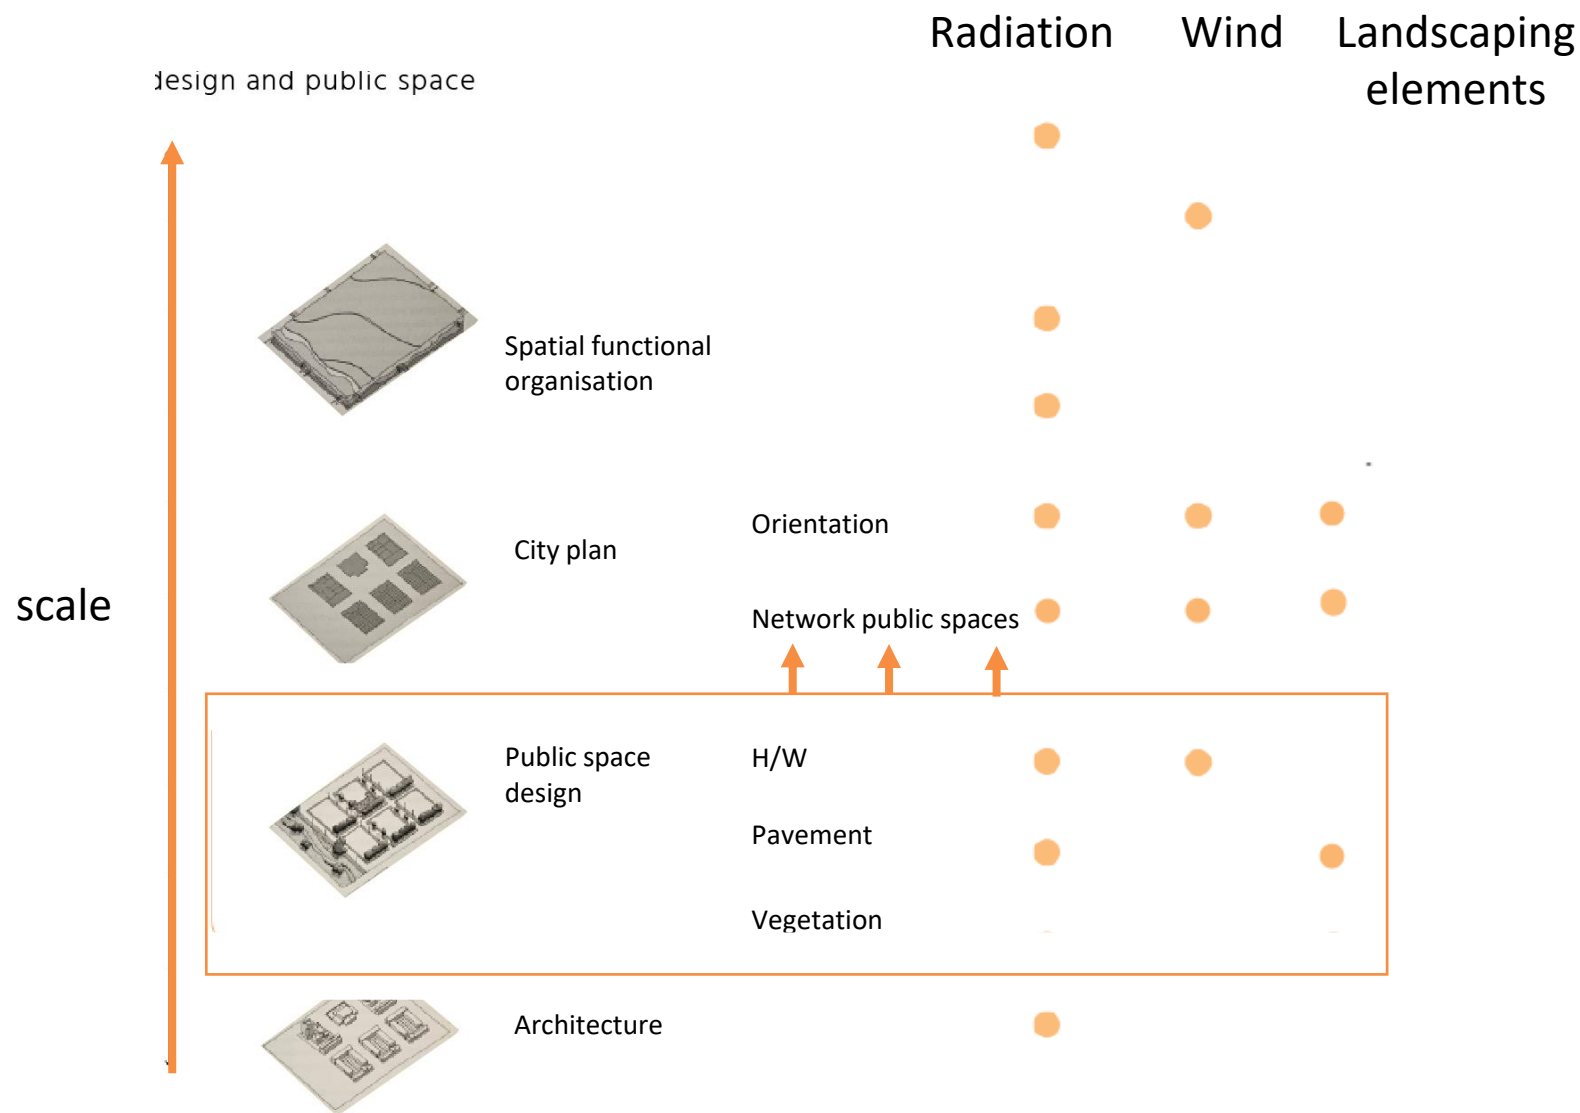 Radiation
Wind
Landscaping
elements
design and public space
Spatial functional
organisation
City plan
Orientation
scale
Network public spaces
Public space
design
H/W
Pavement
Vegetation
Architecture